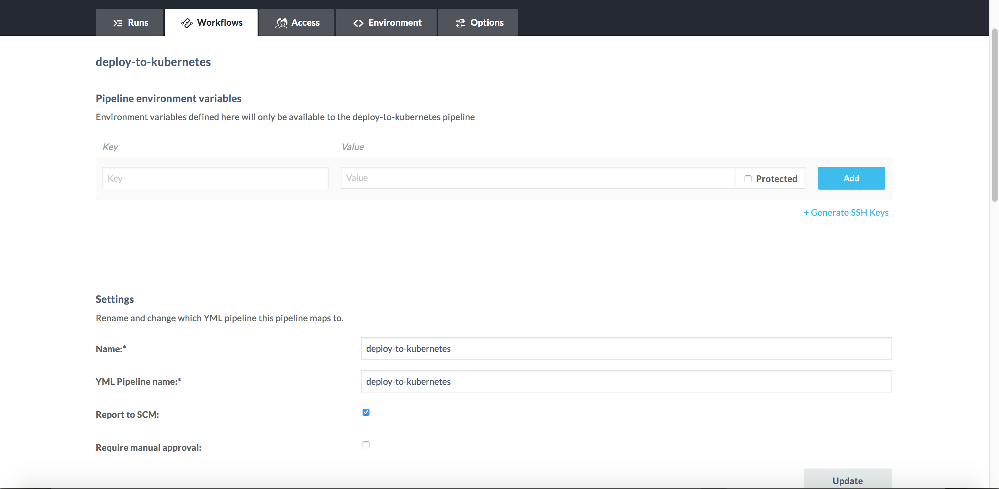 Runs Workflows Access Environment Options
deploy-to-kubernetes
Pipeline environment variables
Environment variables defined here will only be available to the deploy-to-kubernetes pipeline
Key Value
Key Value Protected Add
+ Generate SSH Keys
Settings
Rename and change which YML pipeline this pipeline maps to.
Name:* deploy-to-kubernetes
YML Pipeline name:* deploy-to-kubernetes
Report to SCM:
Require manual approval:
Update